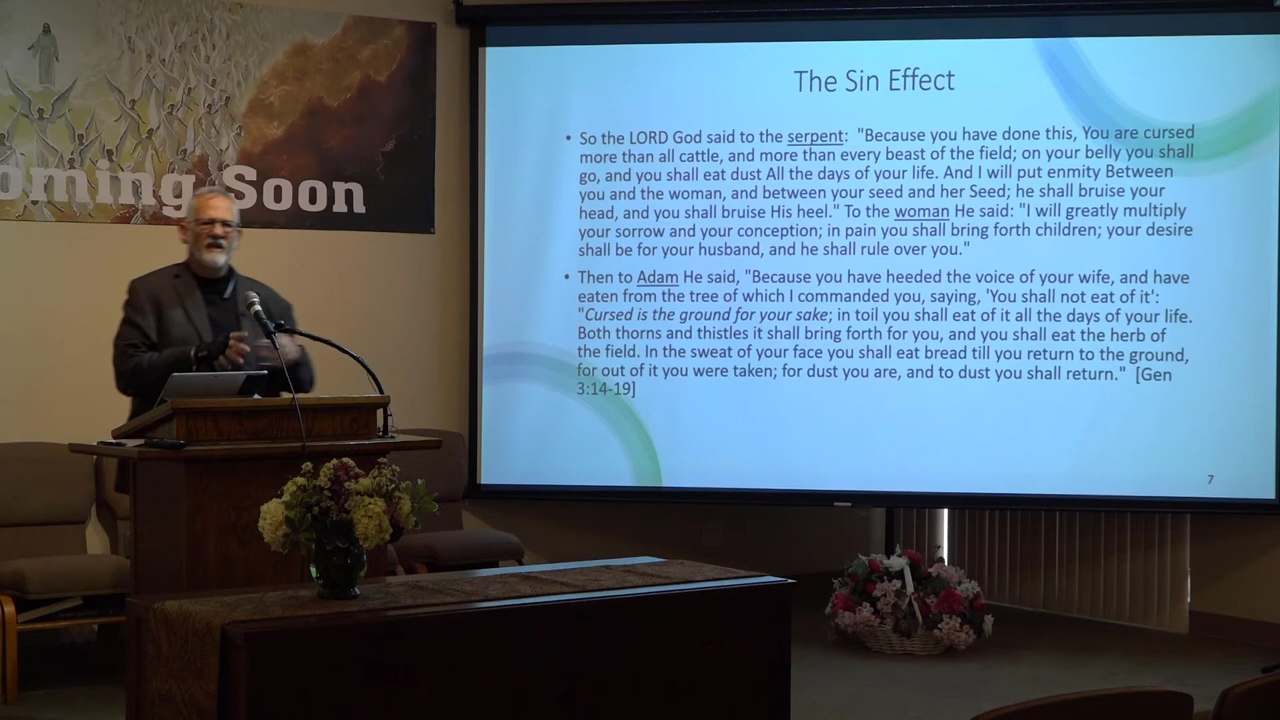 oming Soon
The Sin Effect
• So the LORD God said to the serpent: "Because you have done this, You are cursed
more than all cattle, and more than every beast of the field; on your belly you shall
go, and you shall eat dust All the days of your life. And I will put enmity Between
you and the woman, and between your seed and her Seed; he shall bruise your
head, and you shall bruise His heel." To the woman He said: "I will greatly multiply
your sorrow and your conception; in pain you shall bring forth children; your desire
shall be for your husband, and he shall rule over you."
• Then to Adam He said, "Because you have heeded the voice of your wife, and have
eaten from the tree of which I commanded you, saying, 'You shall not eat of it':
"Cursed is the ground for your sake; in toil you shall eat of it all the days of your life.
Both thorns and thistles it shall bring forth for you, and you shall eat the herb of
the field. In the sweat of your face you shall eat bread till you return to the ground,
for out of it you were taken; for dust you are, and to dust you shall return." [Gen
3:14-19]
7